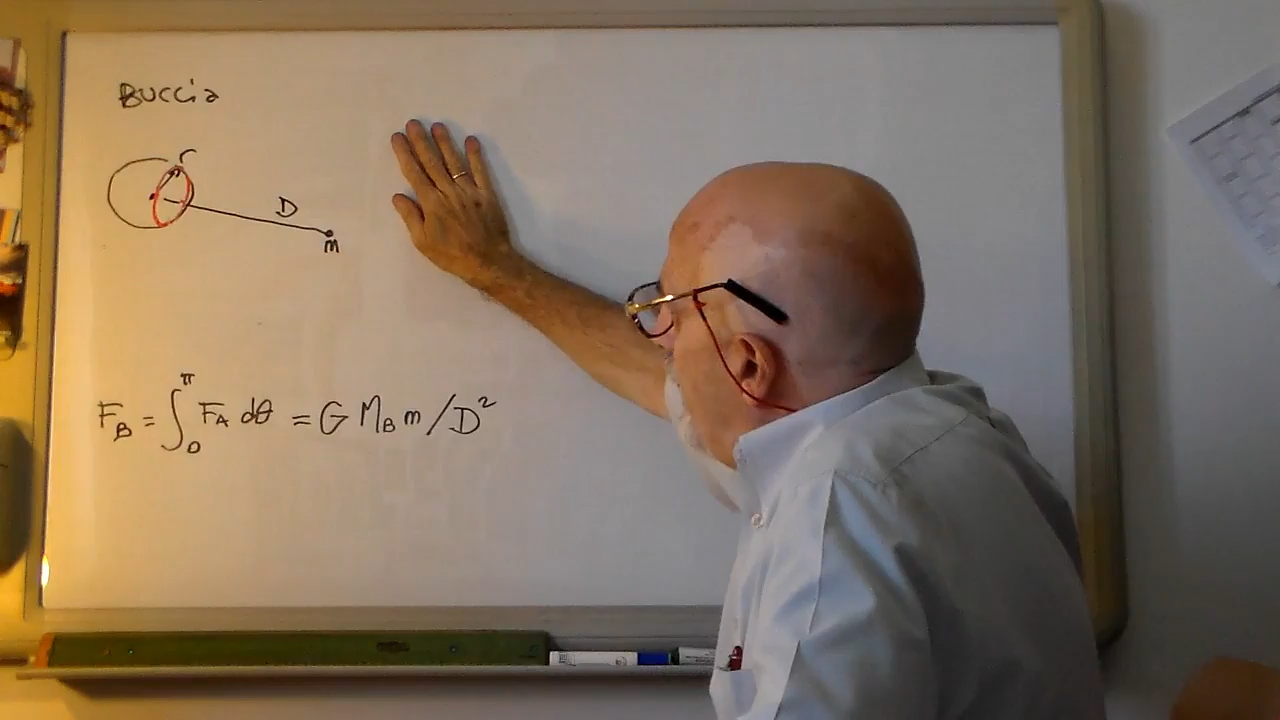 Buccia
r
D
m
F_B = ∫_0^π F_A dθ = G M_B m / D²